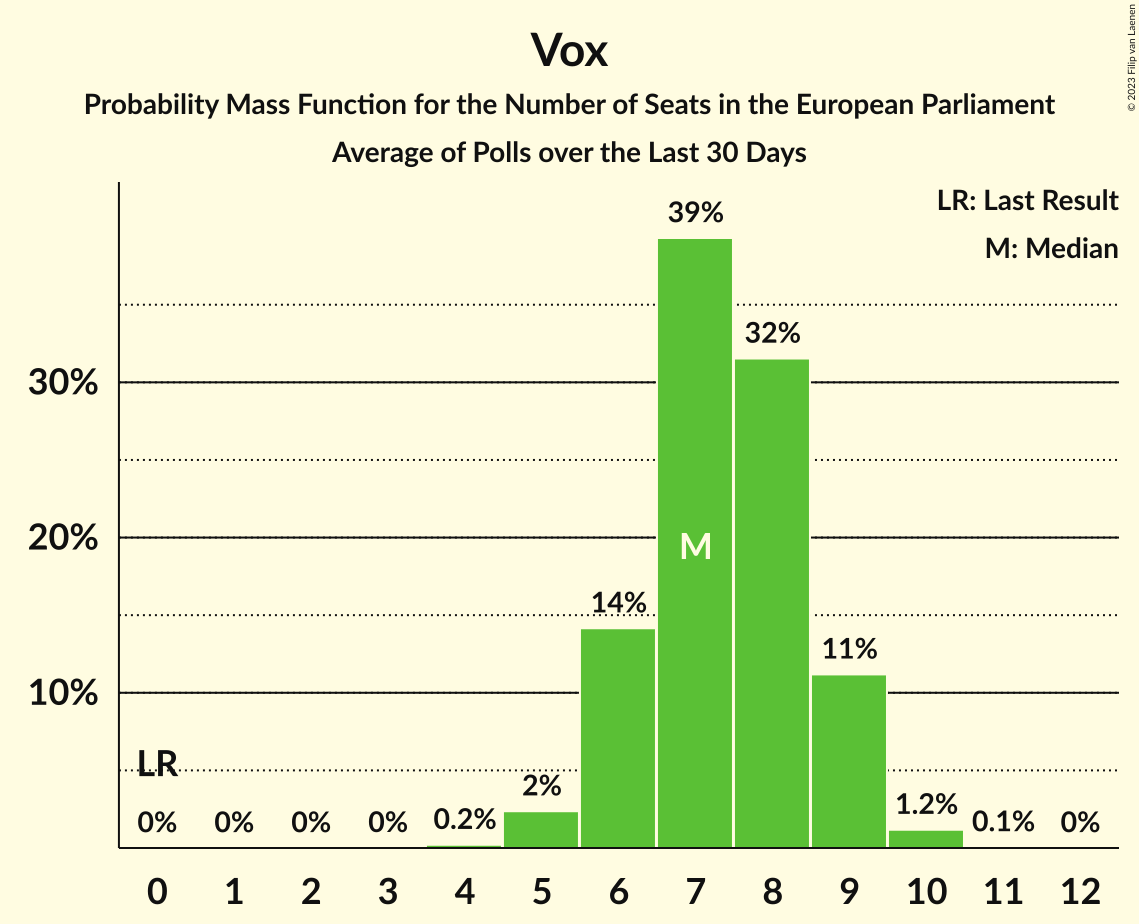 Vox
Probability Mass Function for the Number of Seats in the European Parliament
Average of Polls over the Last 30 Days
© 2023 Filip van Laenen
LR: Last Result
M: Median
39%
32%
30%
20%
M
14%
11%
10%
LR
2%
1.2%
0% 0% 0% 0% 0.2% 0.1% 0%
0 1 2 3 4 5 6 7 8 9 10 11 12